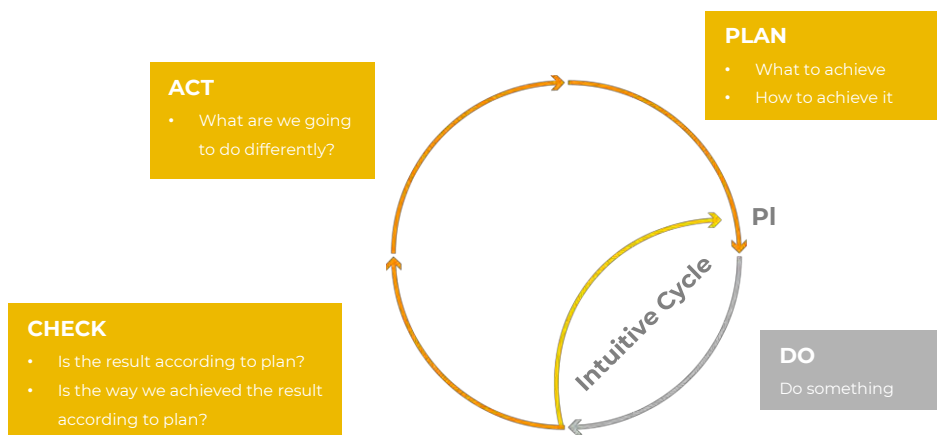 PLAN
• What to achieve
• How to achieve it
ACT
• What are we going
to do differently?
Pl
Intuitive Cycle
CHECK
• Is the result according to plan?
• Is the way we achieved the result
according to plan?
DO
Do something